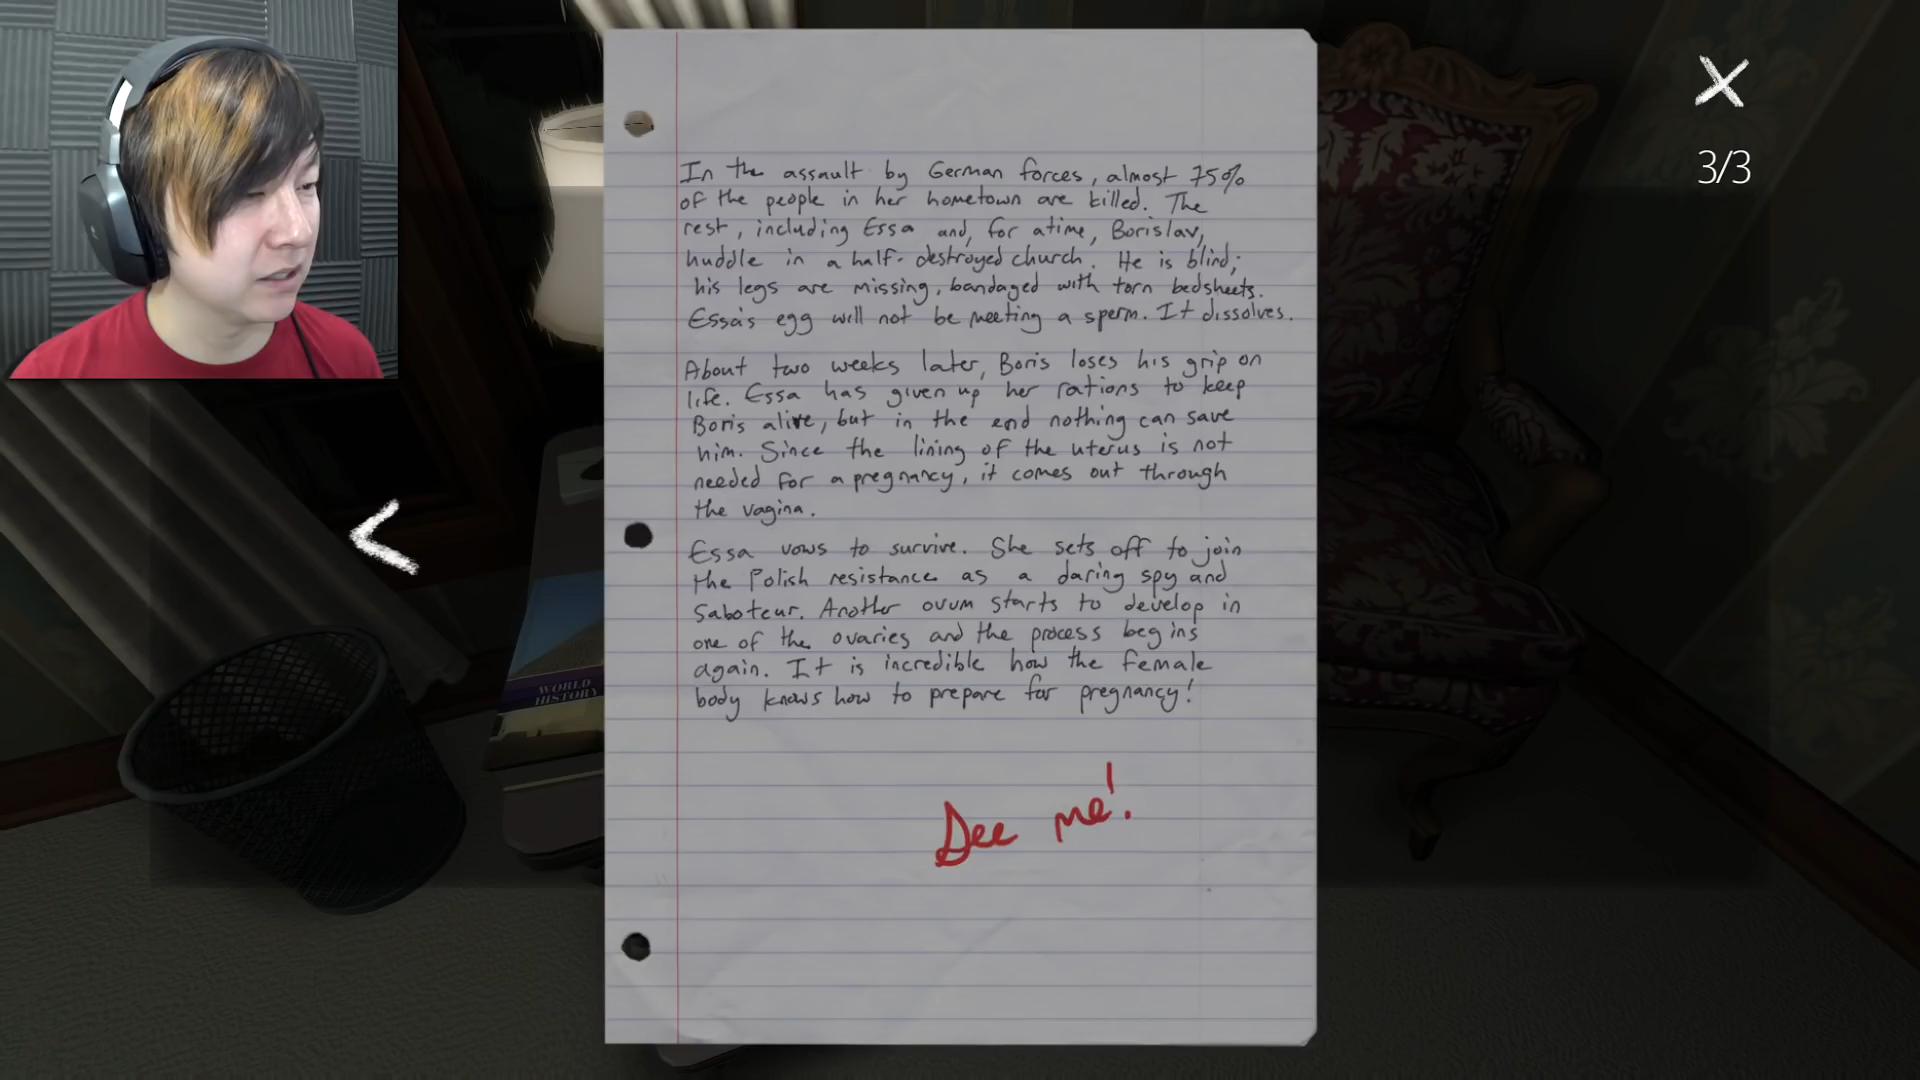 3/3
In the assault by German forces, almost 75%
of the people in her hometown are killed. The
rest, including Essa and, for atime, Borislav,
huddle in a half-destroyed church. He is blind;
his legs are missing, bandaged with torn bedsheets.
Essa's egg will not be meeting a sperm. It dissolves.
About two weeks later, Boris loses his grip on
life. Essa has given up her rations to keep
Boris alive, but in the end nothing can save
him. Since the lining of the uterus is not
needed for a pregnancy, it comes out through
the vagina.
Essa vows to survive. She sets off to join
the Polish resistance as a daring spy and
saboteur. Another ovum starts to develop in
one of the ovaries and the process begins
again. It is incredible how the female
body knows how to prepare for pregnancy!
See me!
WORLD
HISTORY